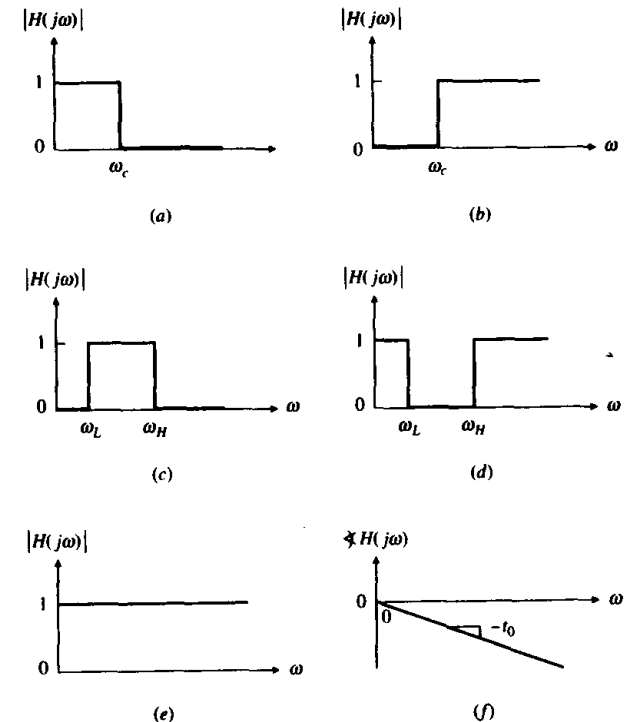 |H(jω)|
1
0
ω_c
(a)
|H(jω)|
1
0
ω_c
ω
(b)
|H(jω)|
1
0
ω_L
ω_H
ω
(c)
|H(jω)|
1
0
ω_L
ω_H
ω
(d)
|H(jω)|
1
0
ω
(e)
∢H(jω)
0
0
ω
-t_0
(f)